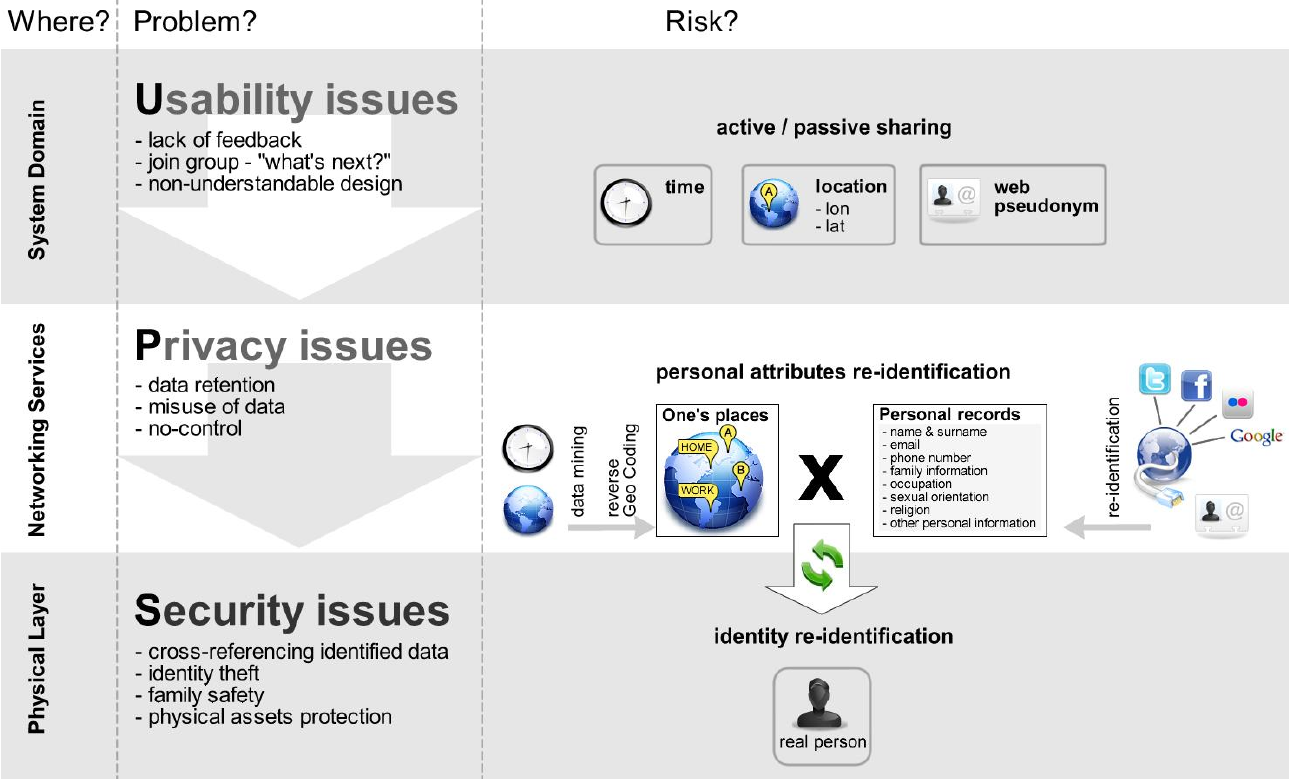 Where?
Problem?
Risk?
System Domain
Usability issues
- lack of feedback
- join group - "what's next?"
- non-understandable design
active / passive sharing
time
A
location
- lon
- lat
@
web
pseudonym
Networking Services
Privacy issues
- data retention
- misuse of data
- no-control
personal attributes re-identification
data mining
reverse
Geo Coding
One's places
A
HOME
B
WORK
X
Personal records
- name & surname
- email
- phone number
- family information
- occupation
- sexual orientation
- religion
- other personal information
re-identification
t
f
Google
@
Physical Layer
Security issues
- cross-referencing identified data
- identity theft
- family safety
- physical assets protection
identity re-identification
real person